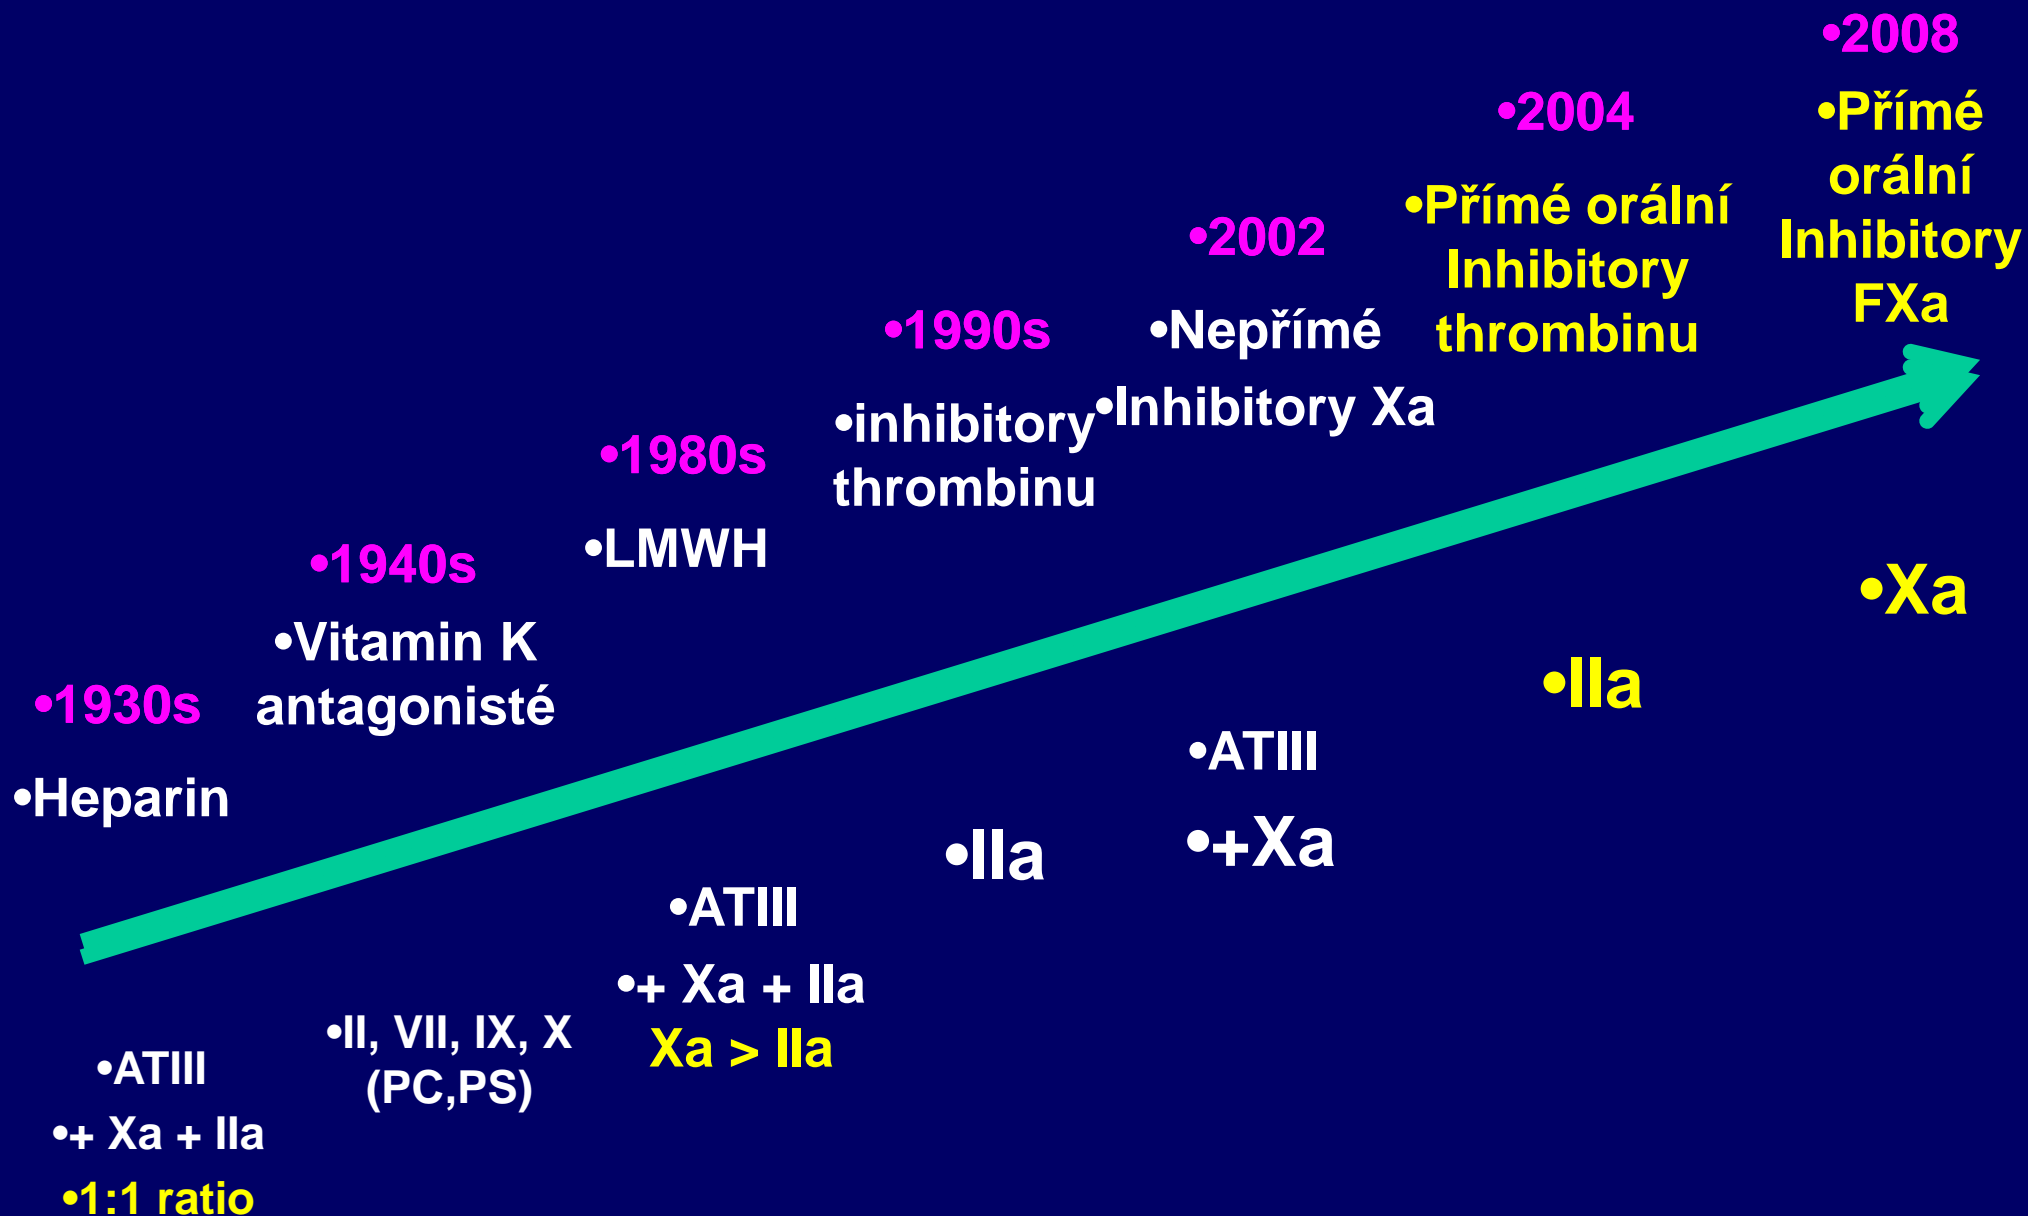 •1930s
•Heparin
•1940s
•Vitamin K
antagonisté
•1980s
•LMWH
•1990s
•inhibitory
thrombinu
•2002
•Nepřímé
•Inhibitory Xa
•2004
•Přímé orální
Inhibitory
thrombinu
•2008
•Přímé
orální
Inhibitory
FXa
•ATIII
•+ Xa + IIa
•1:1 ratio
•II, VII, IX, X
(PC,PS)
•ATIII
•+ Xa + IIa
Xa > IIa
•IIa
•ATIII
•+Xa
•IIa
•Xa